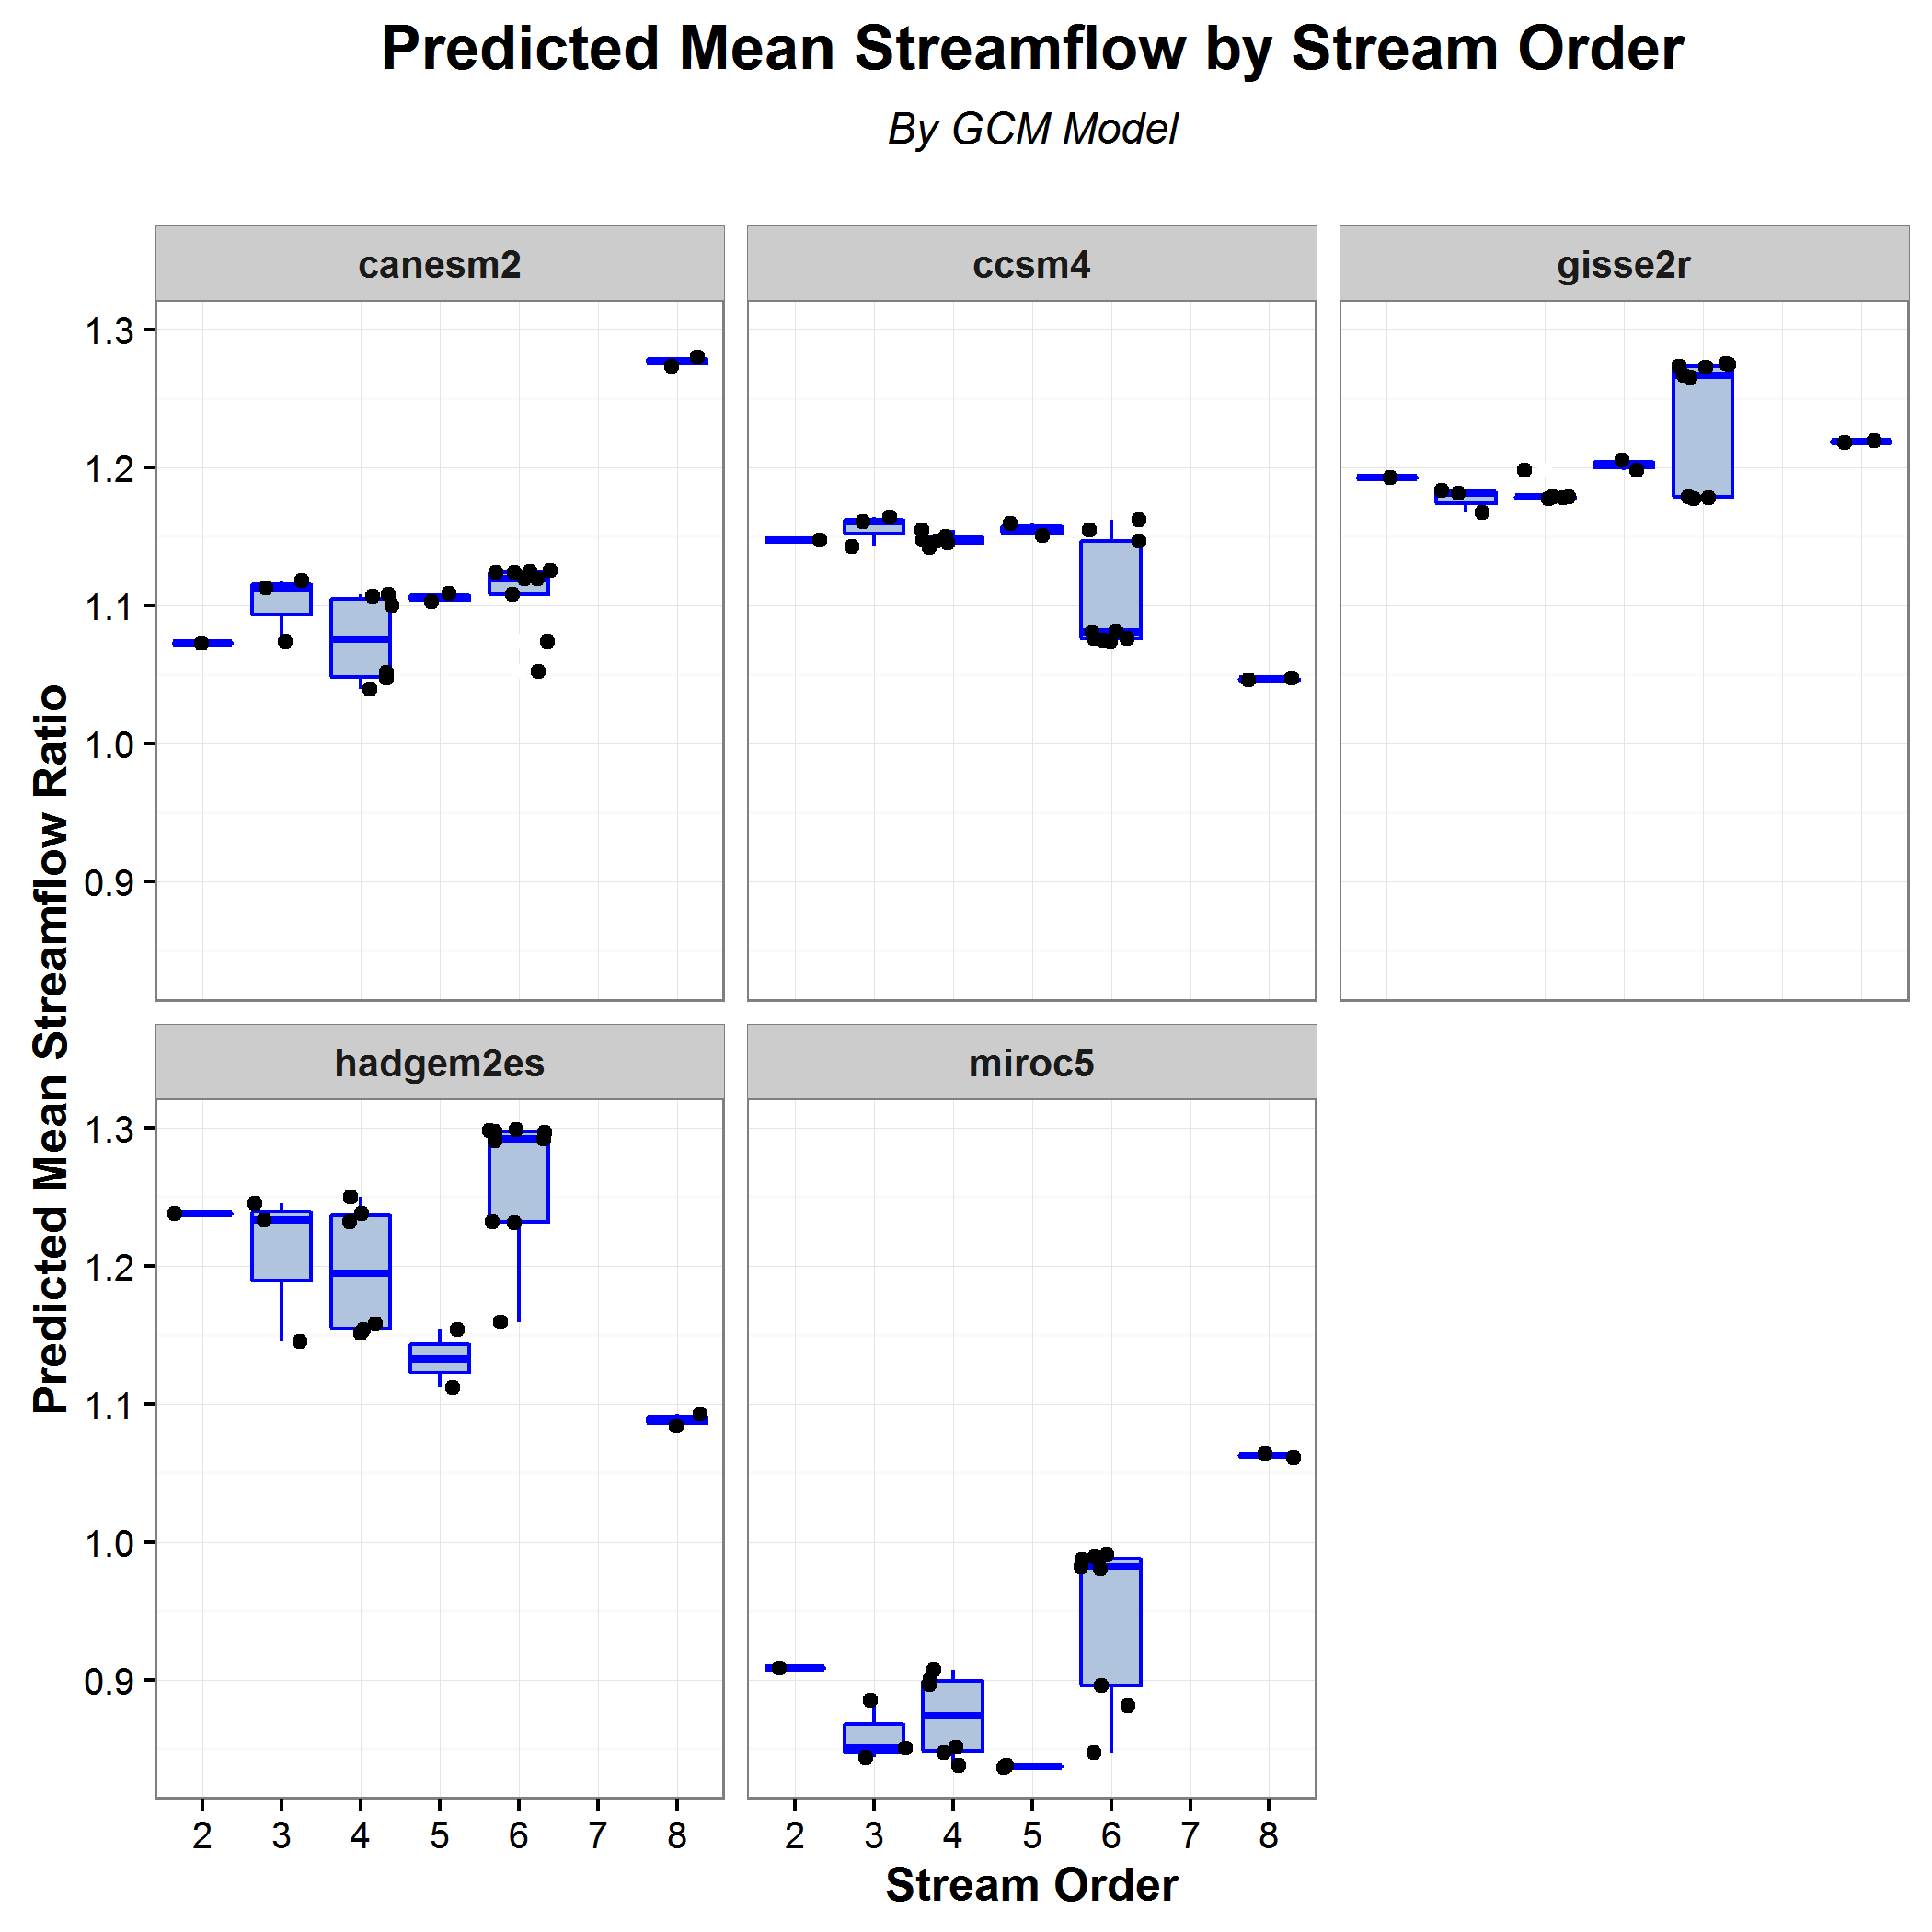 Predicted Mean Streamflow by Stream Order
By GCM Model
canesm2
ccsm4
gisse2r
1.3
1.2
1.1
1.0
0.9
Predicted Mean Streamflow Ratio
hadgem2es
miroc5
1.3
1.2
1.1
1.0
0.9
2 3 4 5 6 7 8
2 3 4 5 6 7 8
Stream Order